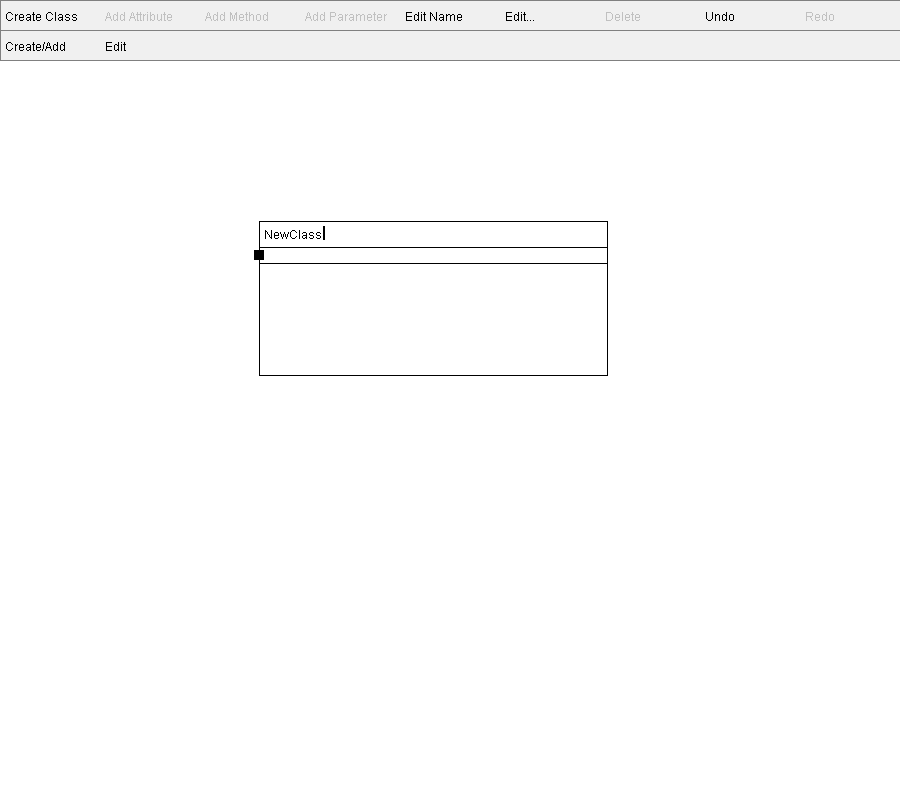 Create Class Add Attribute Add Method Add Parameter Edit Name Edit... Delete Undo Redo
Create/Add Edit
NewClass